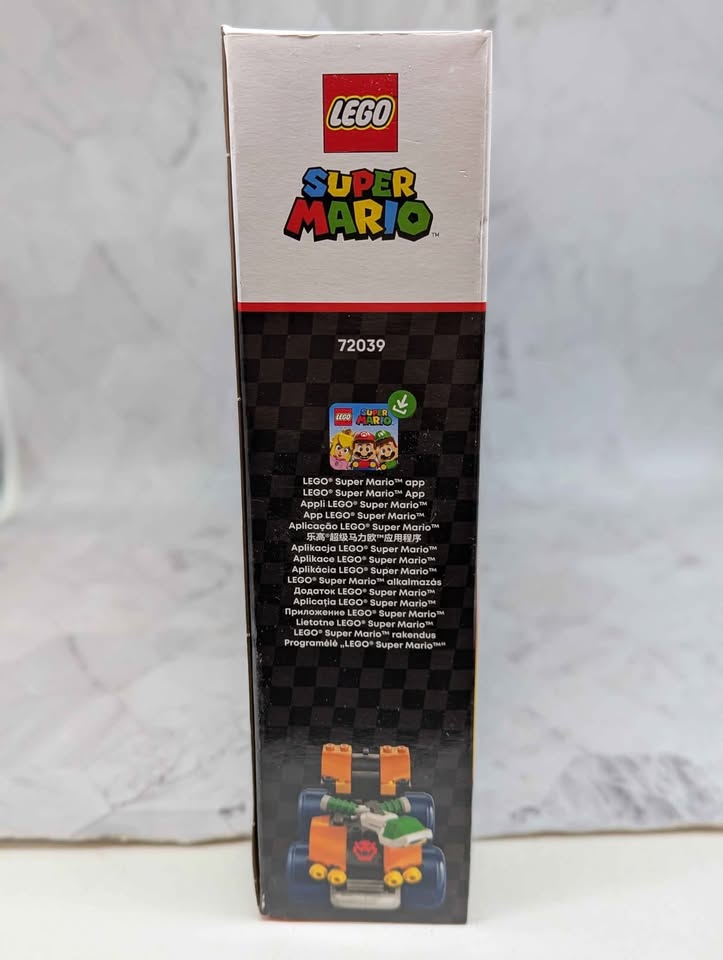 LEGO
SUPER
MARIO™
72039
LEGO
SUPER
MARIO
LEGO® Super Mario™ app
LEGO® Super Mario™ App
Appli LEGO® Super Mario™
App LEGO® Super Mario™
Aplicação LEGO® Super Mario™
乐高®超级马力欧™应用程序
Aplikacja LEGO® Super Mario™
Aplikace LEGO® Super Mario™
Aplikácia LEGO® Super Mario™
LEGO® Super Mario™ alkalmazás
Додаток LEGO® Super Mario™
Aplicația LEGO® Super Mario™
Приложение LEGO® Super Mario™
Lietotne LEGO® Super Mario™
LEGO® Super Mario™ rakendus
Programėlė „LEGO® Super Mario™“